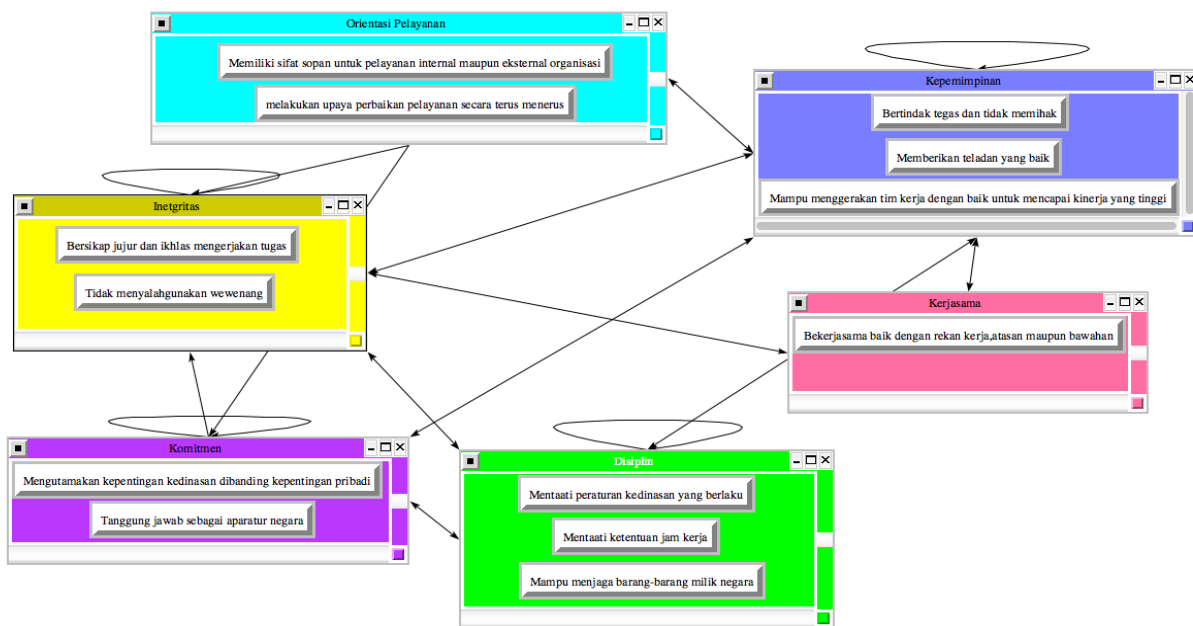 Orientasi Pelayanan
Memiliki sifat sopan untuk pelayanan internal maupun eksternal organisasi
melakukan upaya perbaikan pelayanan secara terus menerus
Kepemimpinan
Bertindak tegas dan tidak memihak
Memberikan teladan yang baik
Mampu menggerakan tim kerja dengan baik untuk mencapai kinerja yang tinggi
Inetgritas
Bersikap jujur dan ikhlas mengerjakan tugas
Tidak menyalahgunakan wewenang
Kerjasama
Bekerjasama baik dengan rekan kerja,atasan maupun bawahan
Komitmen
Mengutamakan kepentingan kedinasan dibanding kepentingan pribadi
Tanggung jawab sebagai aparatur negara
Disiplin
Mentaati peraturan kedinasan yang berlaku
Mentaati ketentuan jam kerja
Mampu menjaga barang-barang milik negara